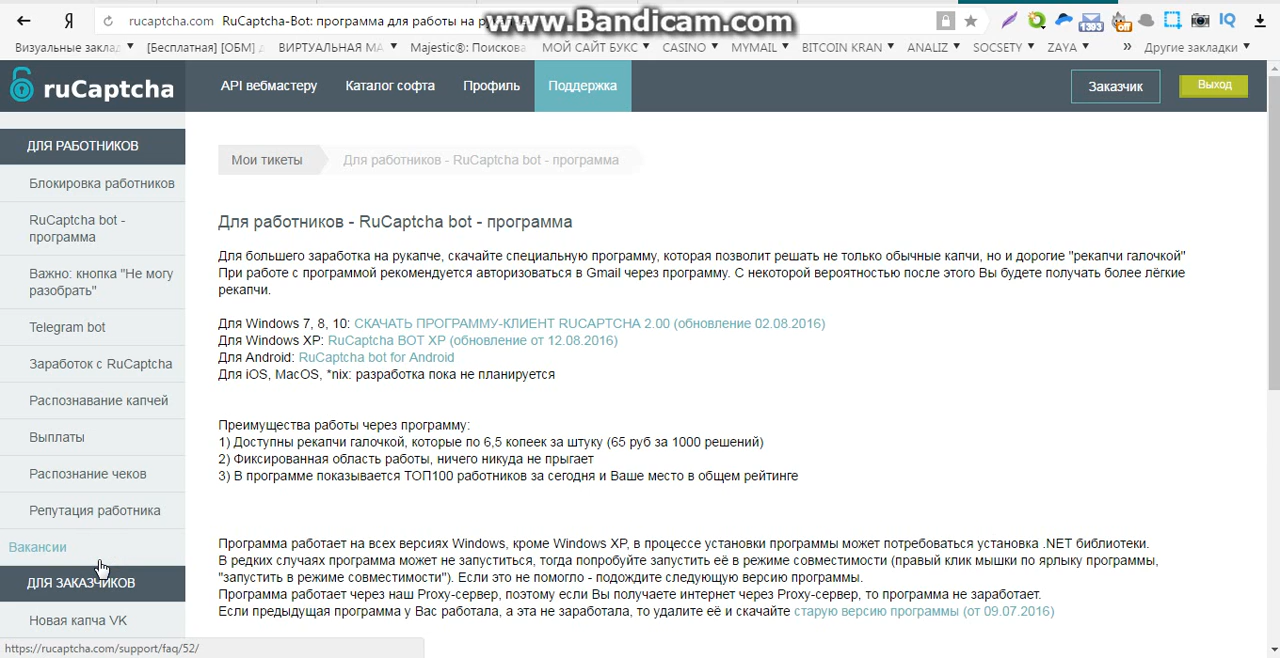 Я
rucaptcha.com RuCaptcha-Bot: программа для работы на
www.Bandicam.com
1393
off
IQ
Визуальные заклад
[Бесплатная] [ОБМ]
ВИРТУАЛЬНАЯ МА
Majestic®: Поискова
МОЙ САЙТ БУКС
CASINO
MYMAIL
BITCOIN KRAN
ANALIZ
SOCSETY
ZAYA
»
Другие закладки
ruCaptcha
API вебмастеру
Каталог софта
Профиль
Поддержка
Заказчик
Выход
ДЛЯ РАБОТНИКОВ
Блокировка работников
RuCaptcha bot -
программа
Важно: кнопка "Не могу
разобрать"
Telegram bot
Заработок с RuCaptcha
Распознавание капчей
Выплаты
Распознание чеков
Репутация работника
Вакансии
ДЛЯ ЗАКАЗЧИКОВ
Новая капча VK
Мои тикеты
Для работников - RuCaptcha bot - программа
Для работников - RuCaptcha bot - программа
Для большего заработка на рукапче, скачайте специальную программу, которая позволит решать не только обычные капчи, но и дорогие "рекапчи галочкой"
При работе с программой рекомендуется авторизоваться в Gmail через программу. С некоторой вероятностью после этого Вы будете получать более лёгкие
рекапчи.
Для Windows 7, 8, 10: СКАЧАТЬ ПРОГРАММУ-КЛИЕНТ RUCAPTCHA 2.00 (обновление 02.08.2016)
Для Windows XP: RuCaptcha BOT XP (обновление от 12.08.2016)
Для Android: RuCaptcha bot for Android
Для iOS, MacOS, *nix: разработка пока не планируется
Преимущества работы через программу:
1) Доступны рекапчи галочкой, которые по 6,5 копеек за штуку (65 руб за 1000 решений)
2) Фиксированная область работы, ничего никуда не прыгает
3) В программе показывается ТОП100 работников за сегодня и Ваше место в общем рейтинге
Программа работает на всех версиях Windows, кроме Windows XP, в процессе установки программы может потребоваться установка .NET библиотеки.
В редких случаях программа может не запуститься, тогда попробуйте запустить её в режиме совместимости (правый клик мышки по ярлыку программы,
"запустить в режиме совместимости"). Если это не помогло - подождите следующую версию программы.
Программа работает через наш Proxy-сервер, поэтому если Вы получаете интернет через Proxy-сервер, то программа не заработает.
Если предыдущая программа у Вас работала, а эта не заработала, то удалите её и скачайте старую версию программы (от 09.07.2016)
https://rucaptcha.com/support/faq/52/